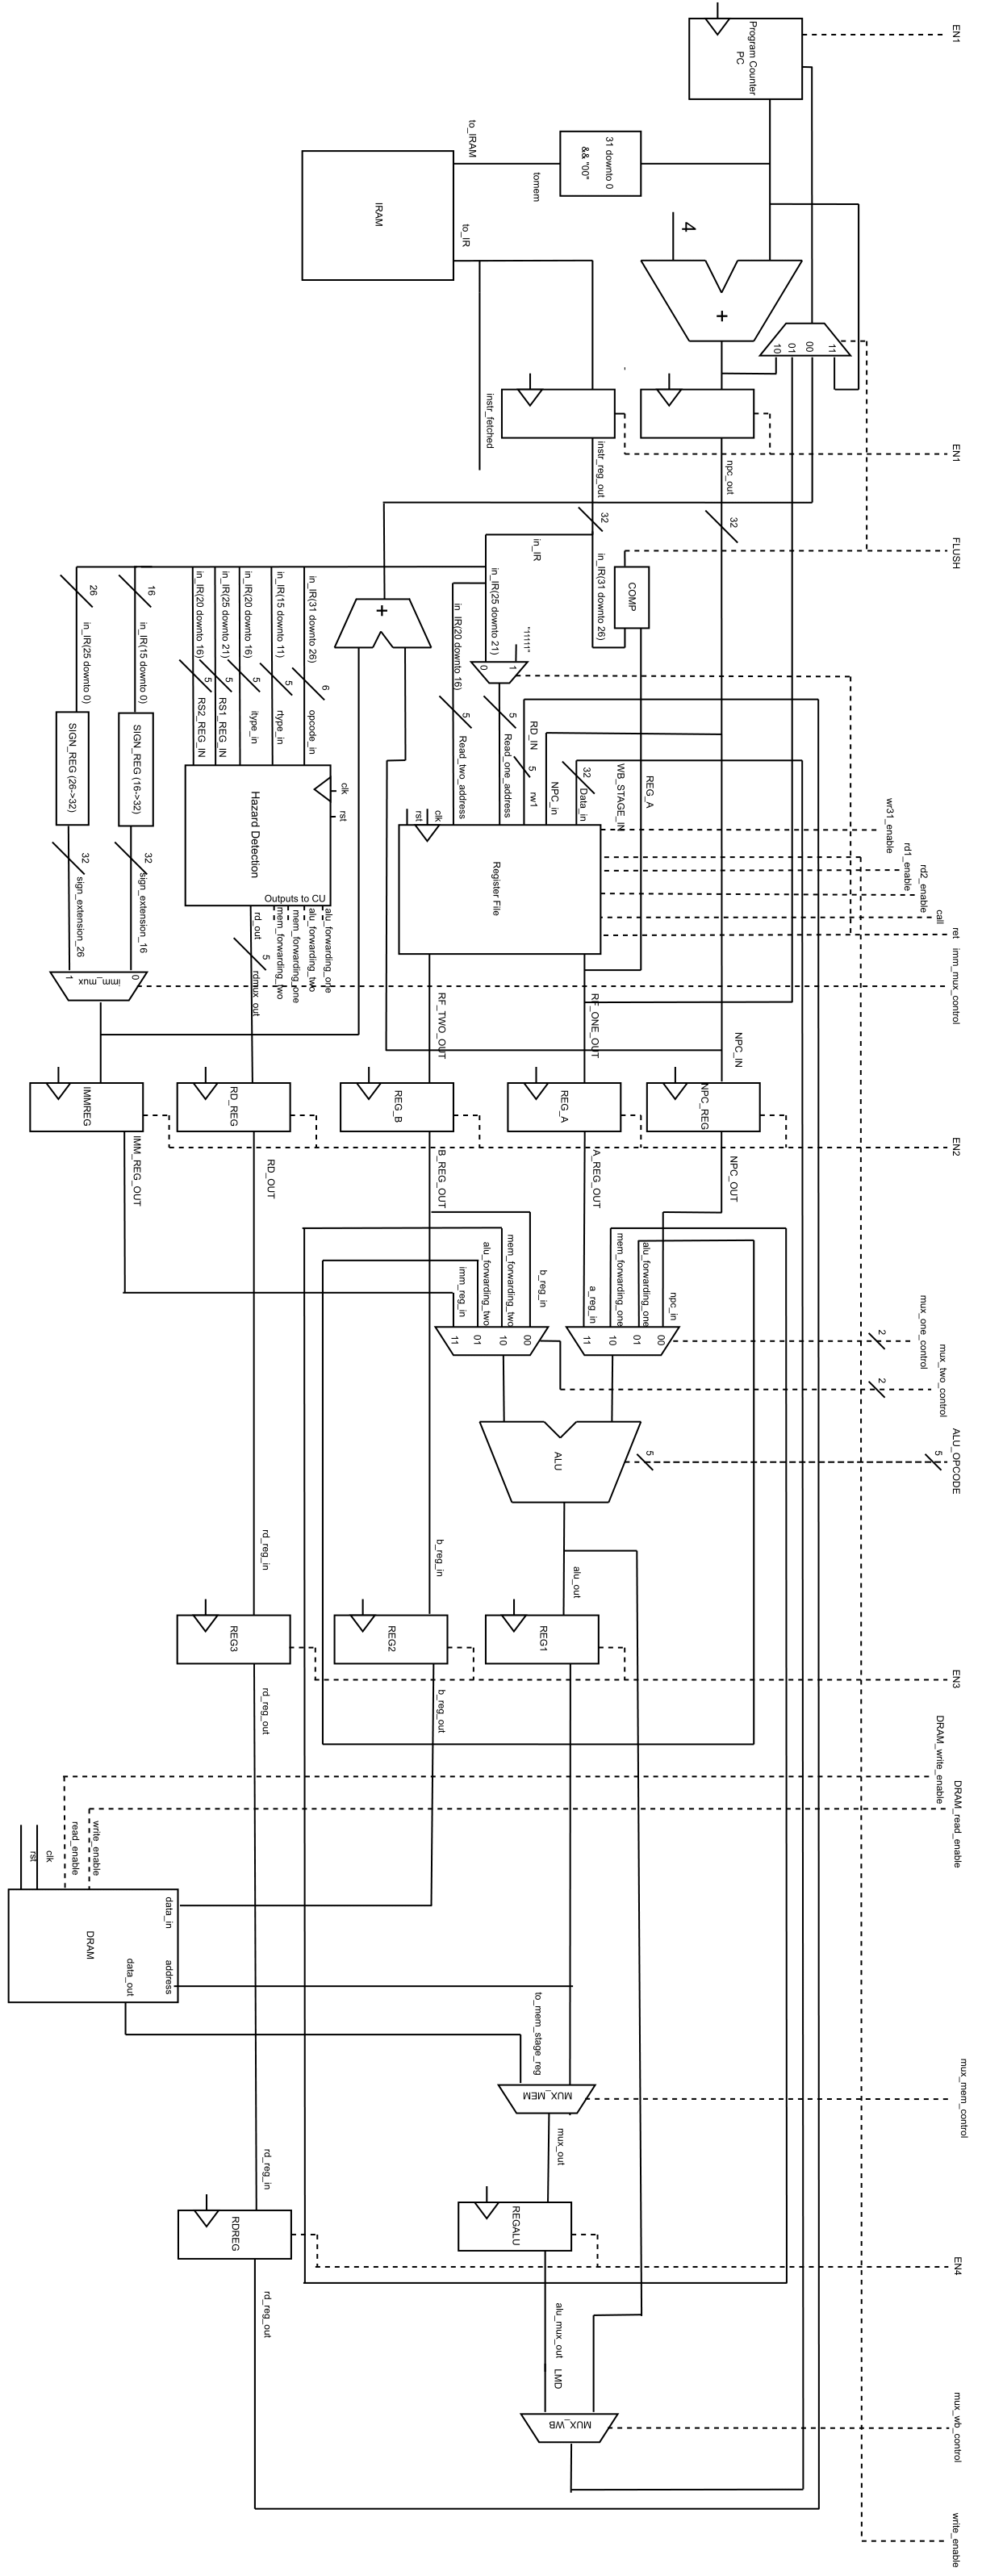 EN1
Program Counter
PC
31 downto 0
&& "00"
to_IRAM
tomem
IRAM
to_IR
4
+
11
00
01
10
instr_fetched
instr_reg_out
npc_out
EN1
32
32
FLUSH
in_IR
in_IR(31 downto 26)
COMP
"11111"
1
0
in_IR(25 downto 21)
in_IR(20 downto 16)
+
in_IR(31 downto 26)
in_IR(15 downto 11)
in_IR(20 downto 16)
in_IR(25 downto 21)
in_IR(20 downto 16)
16
in_IR(15 downto 0)
26
in_IR(25 downto 0)
6
opcode_in
5
rtype_in
5
itype_in
5
RS1_REG_IN
5
RS2_REG_IN
SIGN_REG (16->32)
SIGN_REG (26->32)
REG_A
WB_STAGE_IN
32
Data_in
NPC_in
RD_IN
5
rw1
5
Read_one_address
5
Read_two_address
clk
rst
Register File
clk
rst
Hazard Detection
Outputs to CU
alu_forwarding_one
alu_forwarding_two
mem_forwarding_one
mem_forwarding_two
rd_out
5
rdmux_out
32
sign_extension_16
32
sign_extension_26
0
1
imm_mux
wr31_enable
rd1_enable
rd2_enable
call
ret
imm_mux_control
RF_TWO_OUT
RF_ONE_OUT
NPC_IN
NPC_REG
REG_A
REG_B
RD_REG
IMMREG
EN2
NPC_OUT
A_REG_OUT
B_REG_OUT
RD_OUT
IMM_REG_OUT
npc_in
alu_forwarding_one
mem_forwarding_one
a_reg_in
b_reg_in
mem_forwarding_two
alu_forwarding_two
imm_reg_in
00
01
10
11
00
10
01
11
2
mux_one_control
2
mux_two_control
ALU
5
5
ALU_OPCODE
alu_out
b_reg_in
rd_reg_in
REG1
REG2
REG3
EN3
b_reg_out
rd_reg_out
DRAM_write_enable
DRAM_read_enable
write_enable
read_enable
clk
rst
data_in
address
DRAM
data_out
to_mem_stage_reg
MUX_MEM
mux_mem_control
mux_out
rd_reg_in
REGALU
RDREG
EN4
rd_reg_out
alu_mux_out
LMD
MUX_WB
mux_wb_control
write_enable